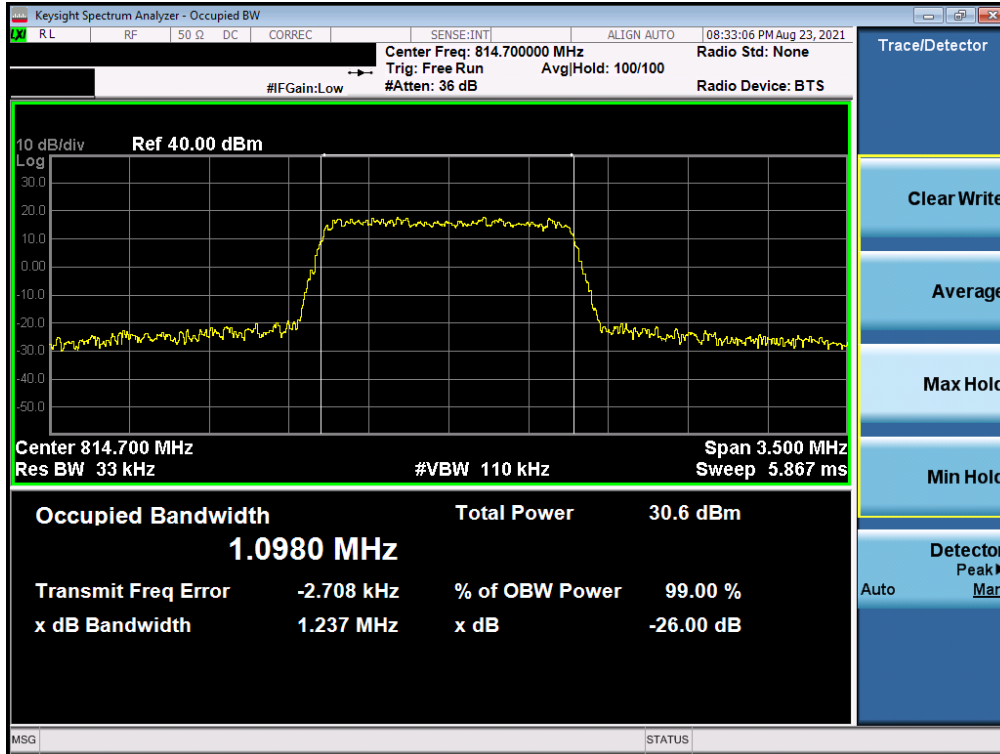 Keysight Spectrum Analyzer - Occupied BW
LXI RL RF 50 Ω DC CORREC SENSE:INT ALIGN AUTO 08:33:06 PM Aug 23, 2021
Center Freq: 814.700000 MHz Radio Std: None
Trig: Free Run Avg|Hold: 100/100
#IFGain:Low #Atten: 36 dB Radio Device: BTS
Trace/Detector
10 dB/div Ref 40.00 dBm
Log
30.0
20.0
10.0
0.00
-10.0
-20.0
-30.0
-40.0
-50.0
Center 814.700 MHz Span 3.500 MHz
Res BW 33 kHz #VBW 110 kHz Sweep 5.867 ms
Occupied Bandwidth Total Power 30.6 dBm
1.0980 MHz
Transmit Freq Error -2.708 kHz % of OBW Power 99.00 %
x dB Bandwidth 1.237 MHz x dB -26.00 dB
Clear Write
Average
Max Hold
Min Hold
Detector
Peak
Auto Man
MSG STATUS